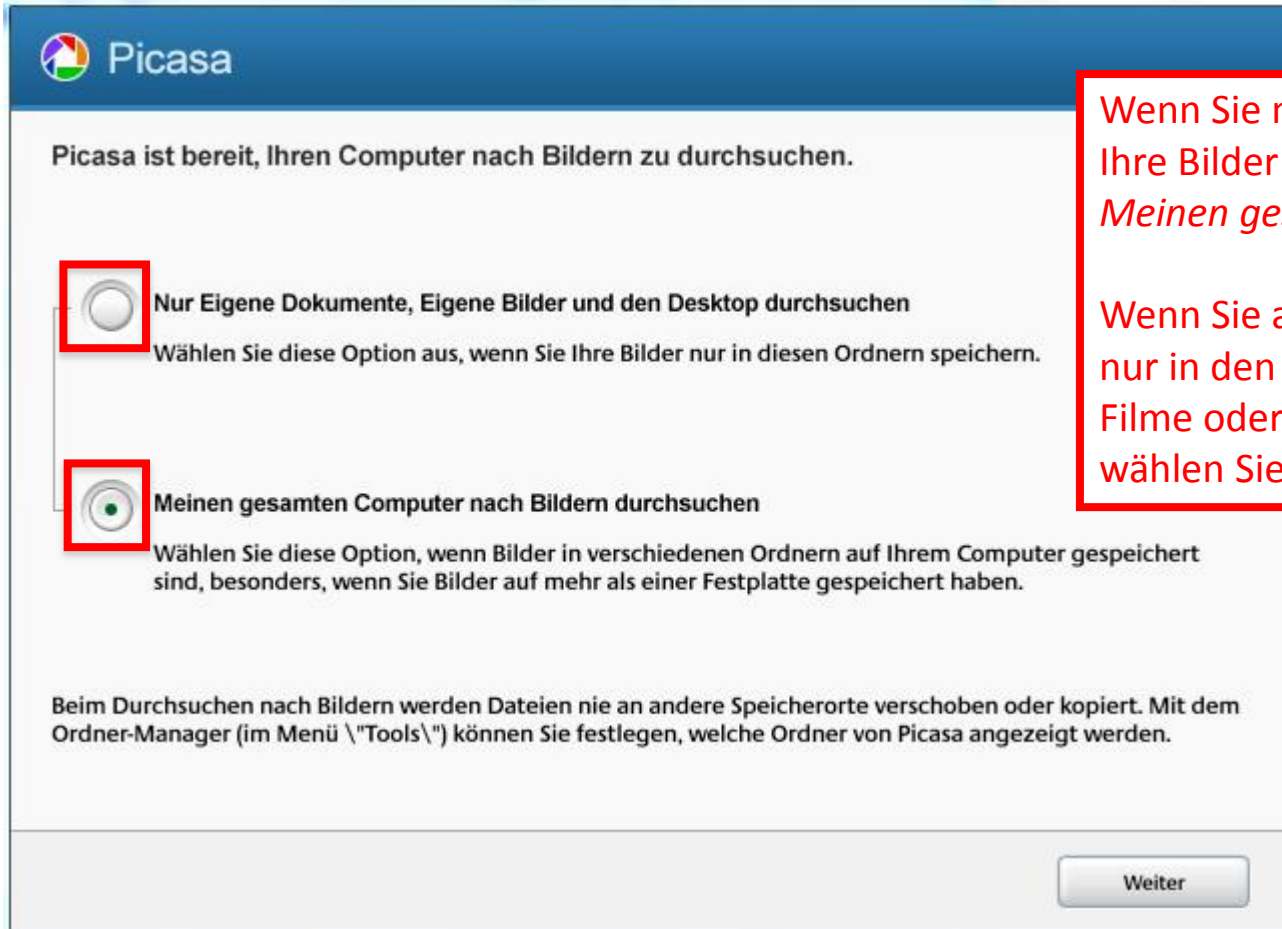 Picasa
Picasa ist bereit, Ihren Computer nach Bildern zu durchsuchen.
Nur Eigene Dokumente, Eigene Bilder und den Desktop durchsuchen
Wählen Sie diese Option aus, wenn Sie Ihre Bilder nur in diesen Ordnern speichern.
Meinen gesamten Computer nach Bildern durchsuchen
Wählen Sie diese Option, wenn Bilder in verschiedenen Ordnern auf Ihrem Computer gespeichert
sind, besonders, wenn Sie Bilder auf mehr als einer Festplatte gespeichert haben.
Beim Durchsuchen nach Bildern werden Dateien nie an andere Speicherorte verschoben oder kopiert. Mit dem
Ordner-Manager (im Menü \"Tools\") können Sie festlegen, welche Ordner von Picasa angezeigt werden.
Weiter
Wenn Sie
Ihre Bilder
Meinen
Wenn Sie
nur in den
Filme oder
wählen Sie